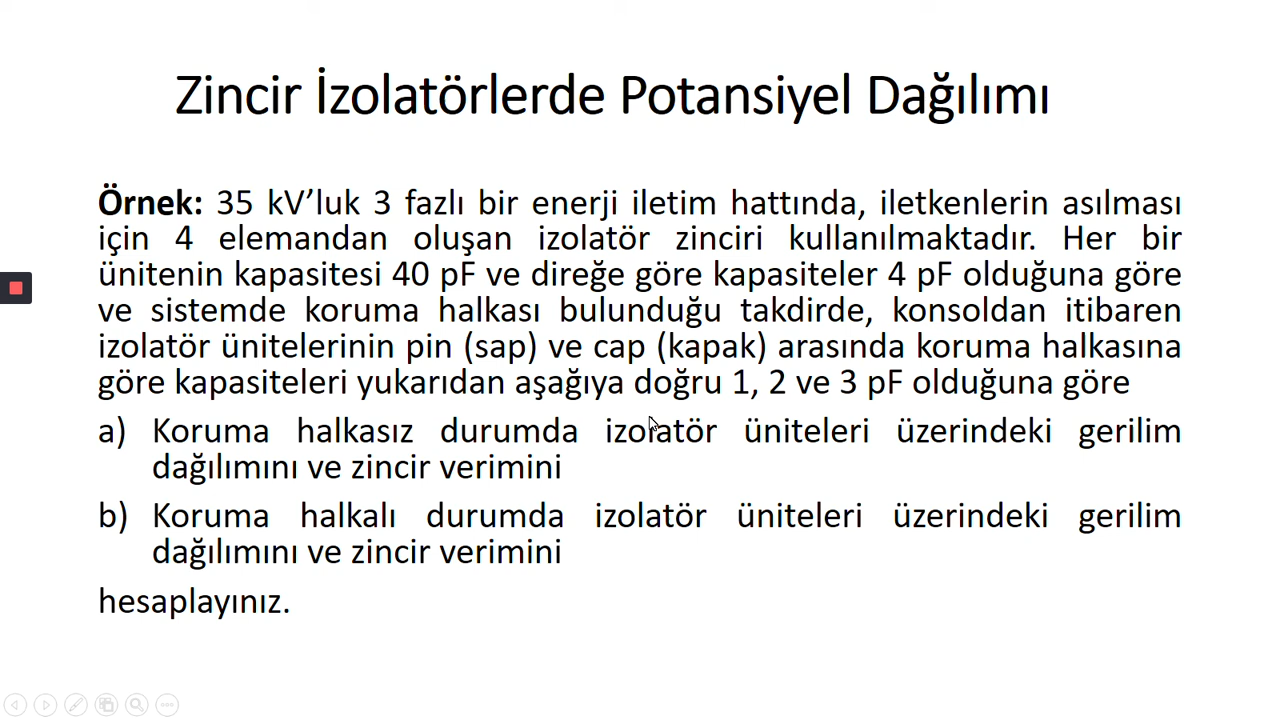 Zincir İzolatörlerde Potansiyel Dağılımı
Örnek: 35 kV’luk 3 fazlı bir enerji iletim hattında, iletkenlerin asılması
için 4 elemandan oluşan izolatör zinciri kullanılmaktadır. Her bir
ünitenin kapasitesi 40 pF ve direğe göre kapasiteler 4 pF olduğuna göre
ve sistemde koruma halkası bulunduğu takdirde, konsoldan itibaren
izolatör ünitelerinin pin (sap) ve cap (kapak) arasında koruma halkasına
göre kapasiteleri yukarıdan aşağıya doğru 1, 2 ve 3 pF olduğuna göre
a) Koruma halkasız durumda izolatör üniteleri üzerindeki gerilim
dağılımını ve zincir verimini
b) Koruma halkalı durumda izolatör üniteleri üzerindeki gerilim
dağılımını ve zincir verimini
hesaplayınız.